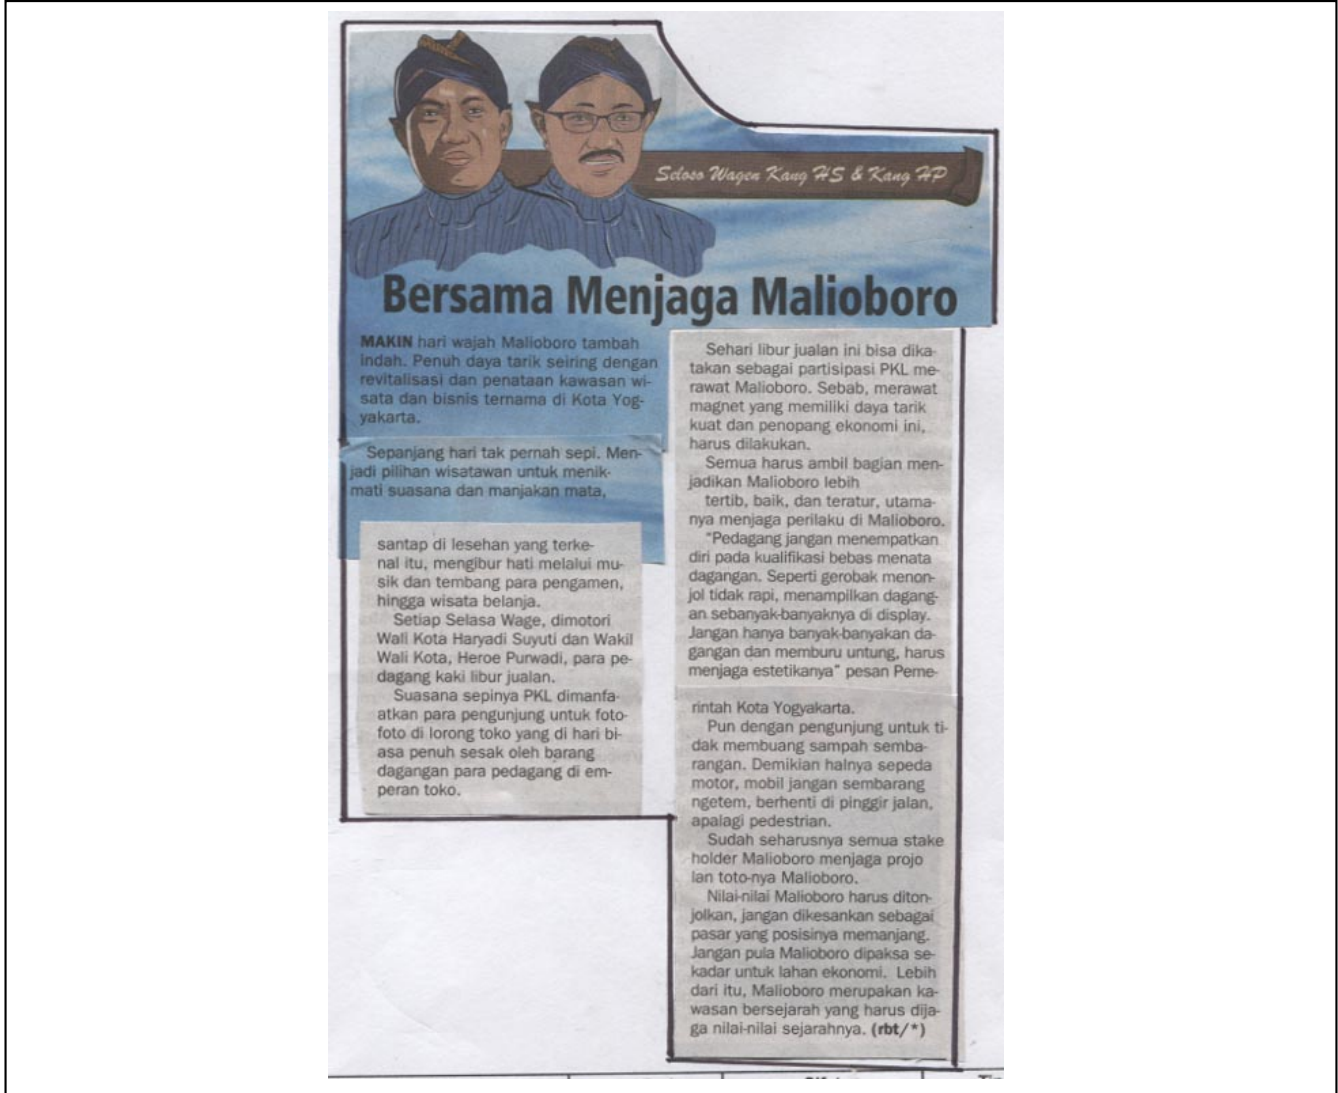 Seloso Wagen Kang HS & Kang HP
Bersama Menjaga Malioboro
MAKIN hari wajah Malioboro tambah
indah. Penuh daya tarik seiring dengan
revitalisasi dan penataan kawasan wi-
sata dan bisnis ternama di Kota Yog-
yakarta.
Sepanjang hari tak pernah sepi. Men-
jadi pilihan wisatawan untuk menik-
mati suasana dan manjakan mata,
santap di lesehan yang terke-
nal itu, mengibur hati melalui mu-
sik dan tembang para pengamen,
hingga wisata belanja.
Setiap Selasa Wage, dimotori
Wali Kota Haryadi Suyuti dan Wakil
Wali Kota, Heroe Purwadi, para pe-
dagang kaki libur jualan.
Suasana sepinya PKL dimanfa-
atkan para pengunjung untuk foto-
foto di lorong toko yang di hari bi-
asa penuh sesak oleh barang
dagangan para pedagang di em-
peran toko.
Sehari libur jualan ini bisa dika-
takan sebagai partisipasi PKL me-
rawat Malioboro. Sebab, merawat
magnet yang memiliki daya tarik
kuat dan penopang ekonomi ini,
harus dilakukan.
Semua harus ambil bagian men-
jadikan Malioboro lebih
tertib, baik, dan teratur, utama-
nya menjaga perilaku di Malioboro.
"Pedagang jangan menempatkan
diri pada kualifikasi bebas menata
dagangan. Seperti gerobak menon-
jol tidak rapi, menampilkan dagang-
an sebanyak-banyaknya di display.
Jangan hanya banyak-banyakan da-
gangan dan memburu untung, harus
menjaga estetikanya" pesan Peme-
rintah Kota Yogyakarta.
Pun dengan pengunjung untuk ti-
dak membuang sampah semba-
rangan. Demikian halnya sepeda
motor, mobil jangan sembarang
ngetem, berhenti di pinggir jalan,
apalagi pedestrian.
Sudah seharusnya semua stake
holder Malioboro menjaga projo
lan toto-nya Malioboro.
Nilai-nilai Malioboro harus diton-
jolkan, jangan dikesankan sebagai
pasar yang posisinya memanjang.
Jangan pula Malioboro dipaksa se-
kadar untuk lahan ekonomi. Lebih
dari itu, Malioboro merupakan ka-
wasan bersejarah yang harus dija-
ga nilai-nilai sejarahnya. (rbt/*)